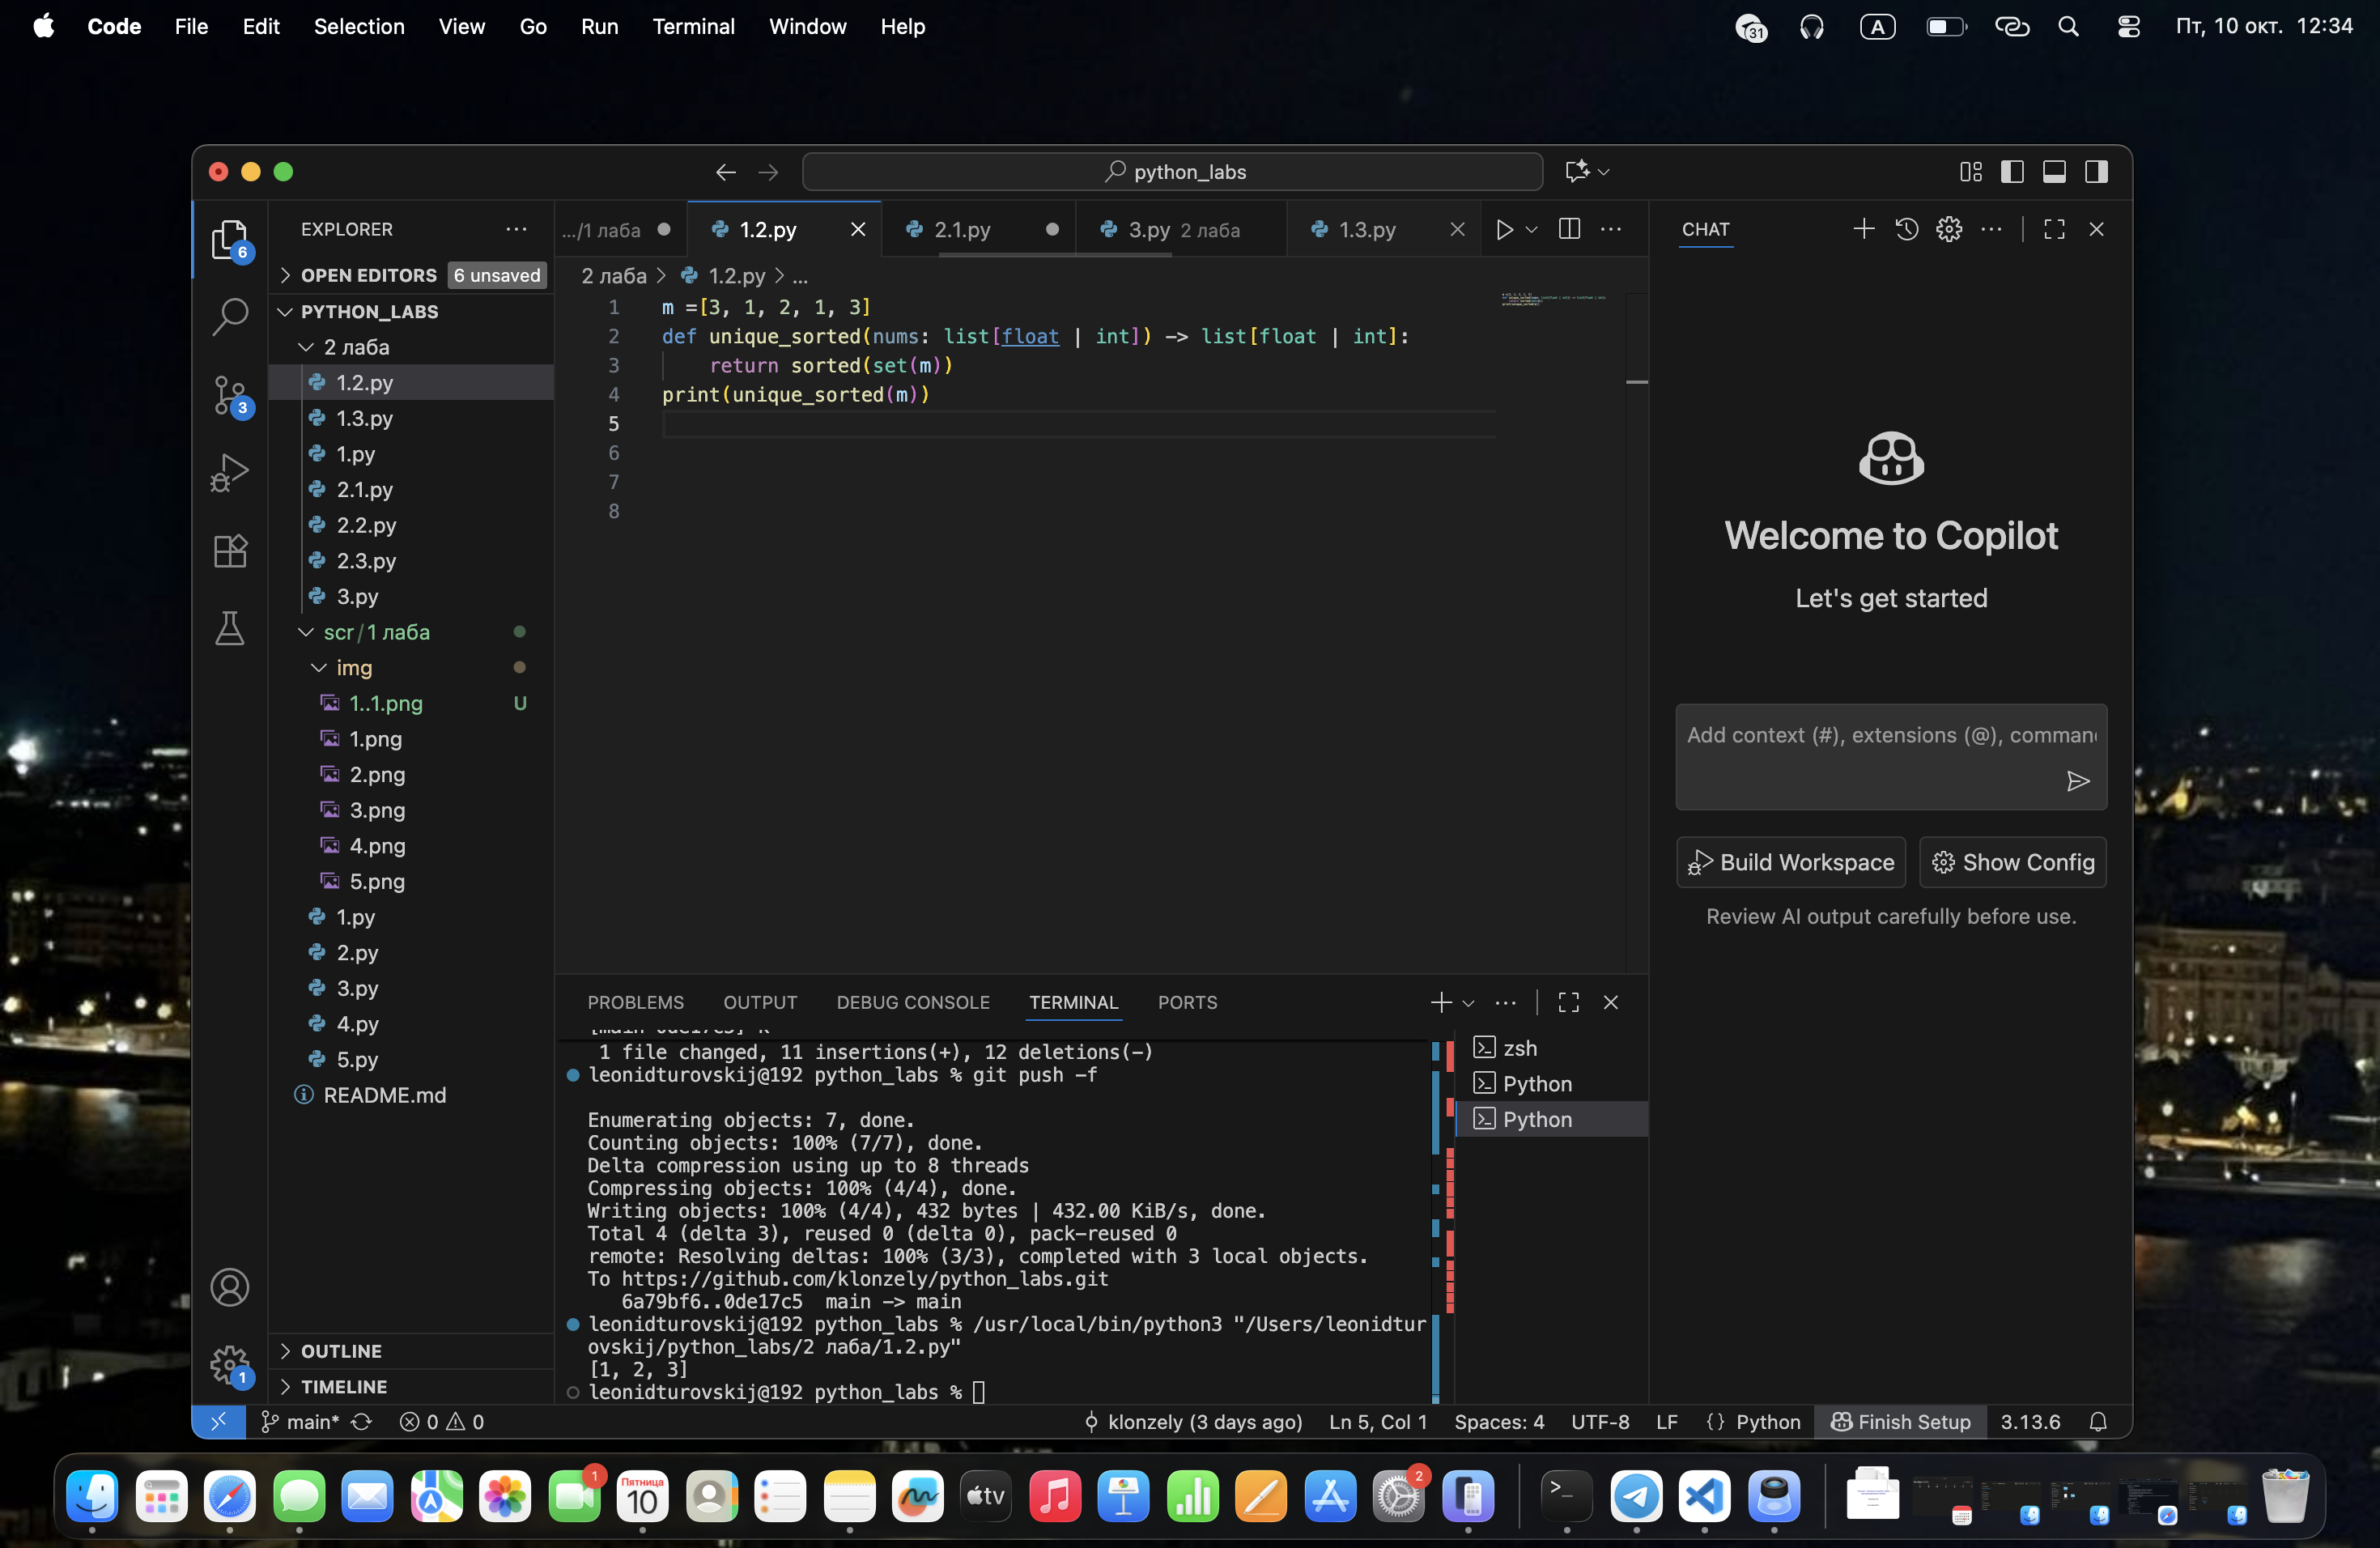 Code File Edit Selection View Go Run Terminal Window Help 31 A Пт, 10 окт. 12:34
python_labs
EXPLORER
6
OPEN EDITORS 6 unsaved
PYTHON_LABS
2 лаба
1.2.py
3
1.3.py
1.py
2.1.py
2.2.py
2.3.py
3.py
scr/1 лаба
img
1..1.png U
1.png
2.png
3.png
4.png
5.png
1.py
2.py
3.py
4.py
5.py
README.md
OUTLINE
TIMELINE
1
.../1 лаба 1.2.py 2.1.py 3.py 2 лаба 1.3.py
2 лаба > 1.2.py > ...
1 m =[3, 1, 2, 1, 3]
2 def unique_sorted(nums: list[float | int]) -> list[float | int]:
3 return sorted(set(m))
4 print(unique_sorted(m))
5
6
7
8
PROBLEMS OUTPUT DEBUG CONSOLE TERMINAL PORTS
[main 0de17c5] k
1 file changed, 11 insertions(+), 12 deletions(-)
leonidturovskij@192 python_labs % git push -f
Enumerating objects: 7, done.
Counting objects: 100% (7/7), done.
Delta compression using up to 8 threads
Compressing objects: 100% (4/4), done.
Writing objects: 100% (4/4), 432 bytes | 432.00 KiB/s, done.
Total 4 (delta 3), reused 0 (delta 0), pack-reused 0
remote: Resolving deltas: 100% (3/3), completed with 3 local objects.
To https://github.com/klonzely/python_labs.git
6a79bf6..0de17c5 main -> main
leonidturovskij@192 python_labs % /usr/local/bin/python3 "/Users/leonidtur
ovskij/python_labs/2 лаба/1.2.py"
[1, 2, 3]
leonidturovskij@192 python_labs %
zsh
Python
Python
CHAT
Welcome to Copilot
Let's get started
Add context (#), extensions (@), comman
Build Workspace Show Config
Review AI output carefully before use.
main* 0 0 klonzely (3 days ago) Ln 5, Col 1 Spaces: 4 UTF-8 LF {} Python Finish Setup 3.13.6
1 Пятница 10 tv 2